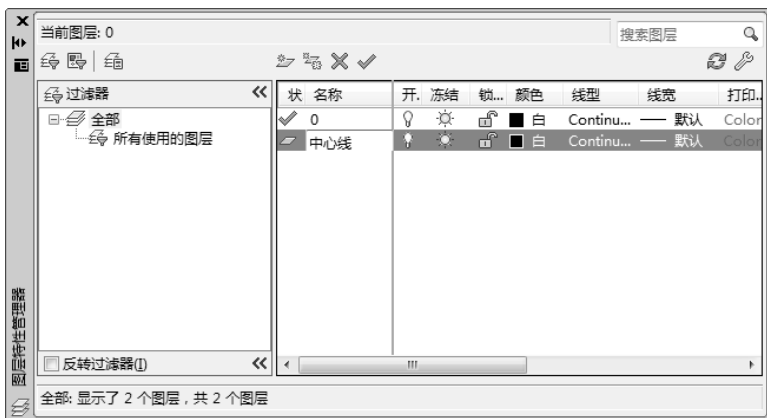 当前图层: 0
搜索图层
过滤器
全部
所有使用的图层
状 名称 开. 冻结 锁... 颜色 线型 线宽 打印...
0 白 Continu... 默认 Color
中心线 白 Continu... 默认 Color
反转过滤器(I)
全部: 显示了 2 个图层，共 2 个图层
图层特性管理器